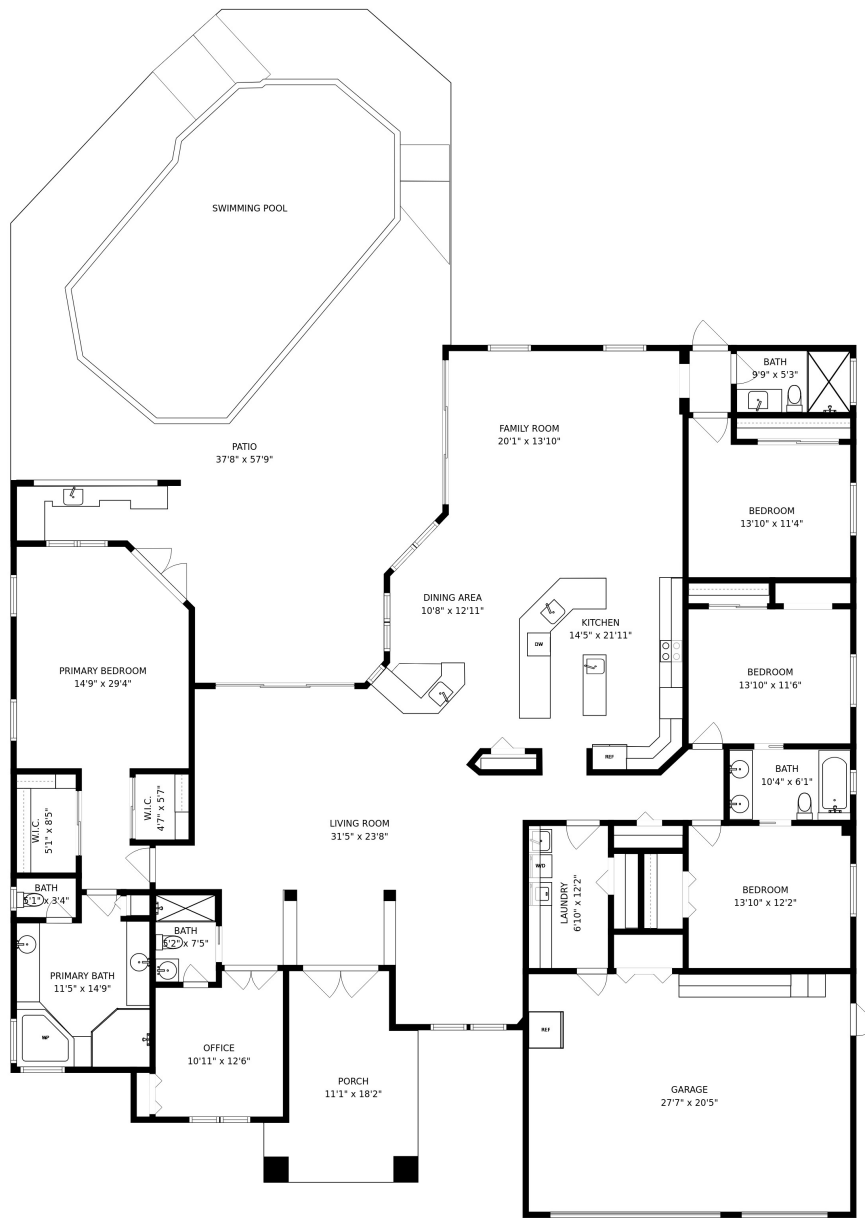 SWIMMING POOL
BATH
9'9" x 5'3"
FAMILY ROOM
20'1" x 13'10"
PATIO
37'8" x 57'9"
BEDROOM
13'10" x 11'4"
DINING AREA
10'8" x 12'11"
KITCHEN
14'5" x 21'11"
DW
PRIMARY BEDROOM
14'9" x 29'4"
BEDROOM
13'10" x 11'6"
REF
BATH
10'4" x 6'1"
W.I.C.
5'1" x 8'5"
W.I.C.
4'7" x 5'7"
LIVING ROOM
31'5" x 23'8"
W/D
BATH
5'1" x 3'4"
LAUNDRY
6'10" x 12'2"
BEDROOM
13'10" x 12'2"
BATH
5'2" x 7'5"
PRIMARY BATH
11'5" x 14'9"
WP
OFFICE
10'11" x 12'6"
REF
PORCH
11'1" x 18'2"
GARAGE
27'7" x 20'5"